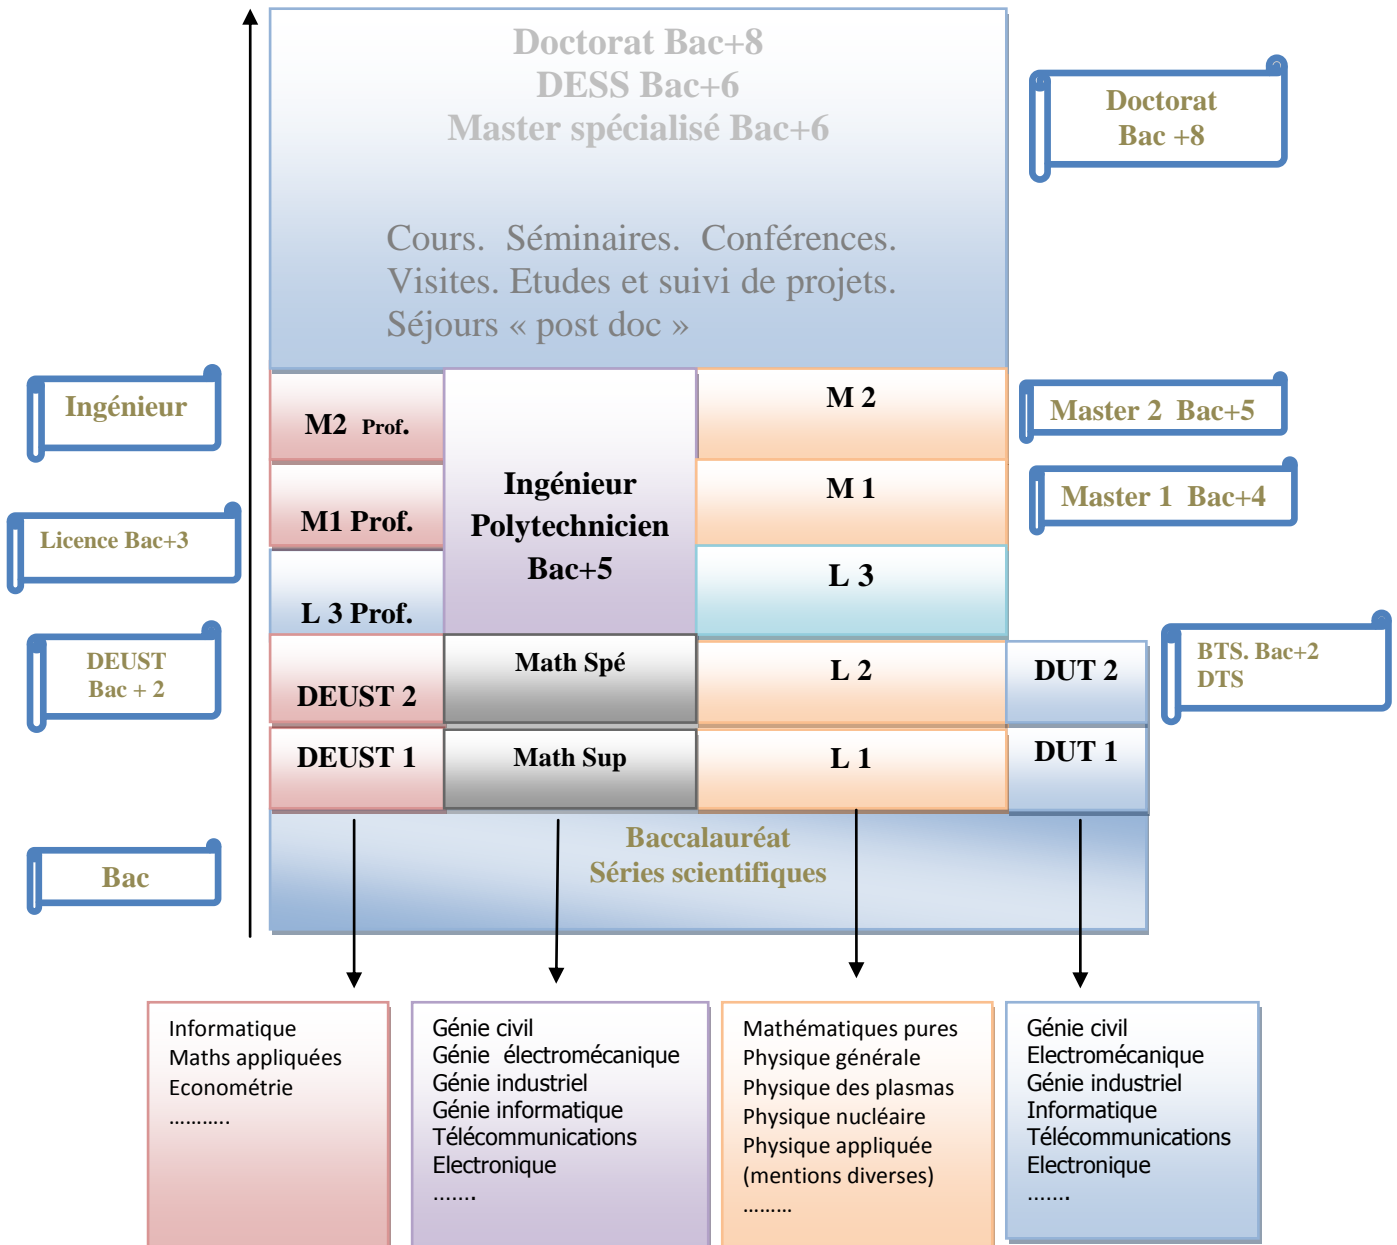 Doctorat Bac+8
DESS Bac+6
Master spécialisé Bac+6
Cours. Séminaires. Conférences.
Visites. Etudes et suivi de projets.
Séjours « post doc »
Doctorat
Bac +8
Ingénieur
M2 Prof.
M 2
Master 2 Bac+5
Ingénieur
Polytechnicien
Bac+5
M1 Prof.
M 1
Master 1 Bac+4
Licence Bac+3
L 3 Prof.
L 3
DEUST
Bac + 2
DEUST 2
Math Spé
L 2
DUT 2
BTS. Bac+2
DTS
DEUST 1
Math Sup
L 1
DUT 1
Bac
Baccalauréat
Séries scientifiques
Informatique
Maths appliquées
Econométrie
………..
Génie civil
Génie électromécanique
Génie industriel
Génie informatique
Télécommunications
Electronique
…….
Mathématiques pures
Physique générale
Physique des plasmas
Physique nucléaire
Physique appliquée
(mentions diverses)
………
Génie civil
Electromécanique
Génie industriel
Informatique
Télécommunications
Electronique
…….